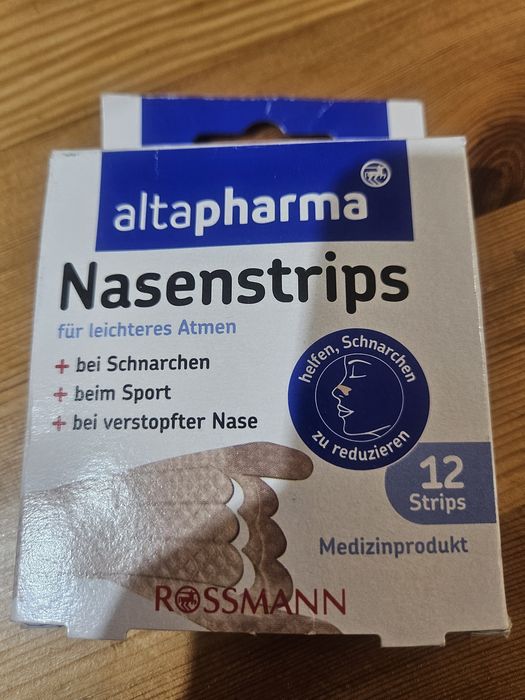 altapharma
Nasenstrips
für leichteres Atmen
+ bei Schnarchen
+ beim Sport
+ bei verstopfter Nase
helfen, Schnarchen
zu reduzieren
12
Strips
Medizinprodukt
ROSSMANN